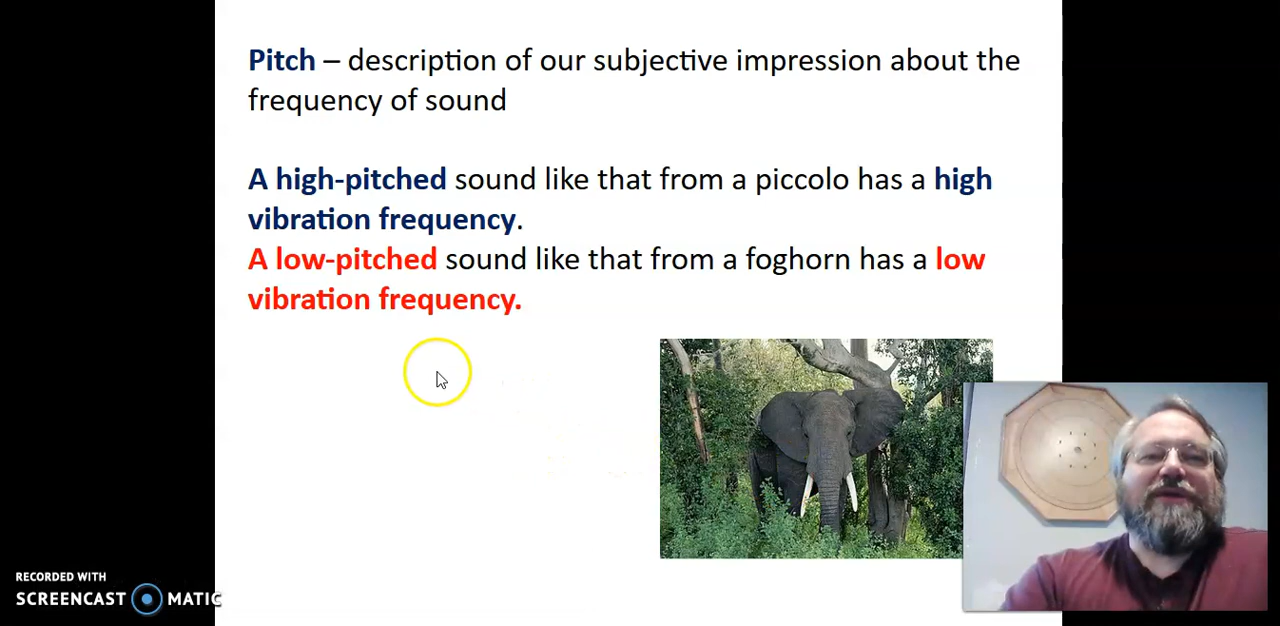 Pitch – description of our subjective impression about the
frequency of sound
A high-pitched sound like that from a piccolo has a high
vibration frequency.
A low-pitched sound like that from a foghorn has a low
vibration frequency.
RECORDED WITH
SCREENCAST MATIC